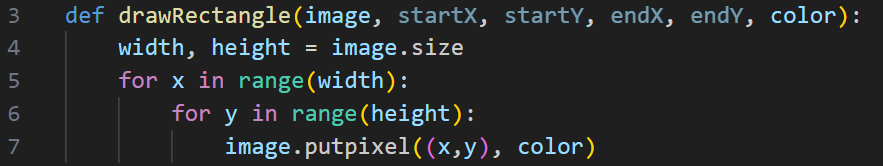 3 def drawRectangle(image, startX, startY, endX, endY, color):
4 width, height = image.size
5 for x in range(width):
6 for y in range(height):
7 image.putpixel((x,y), color)